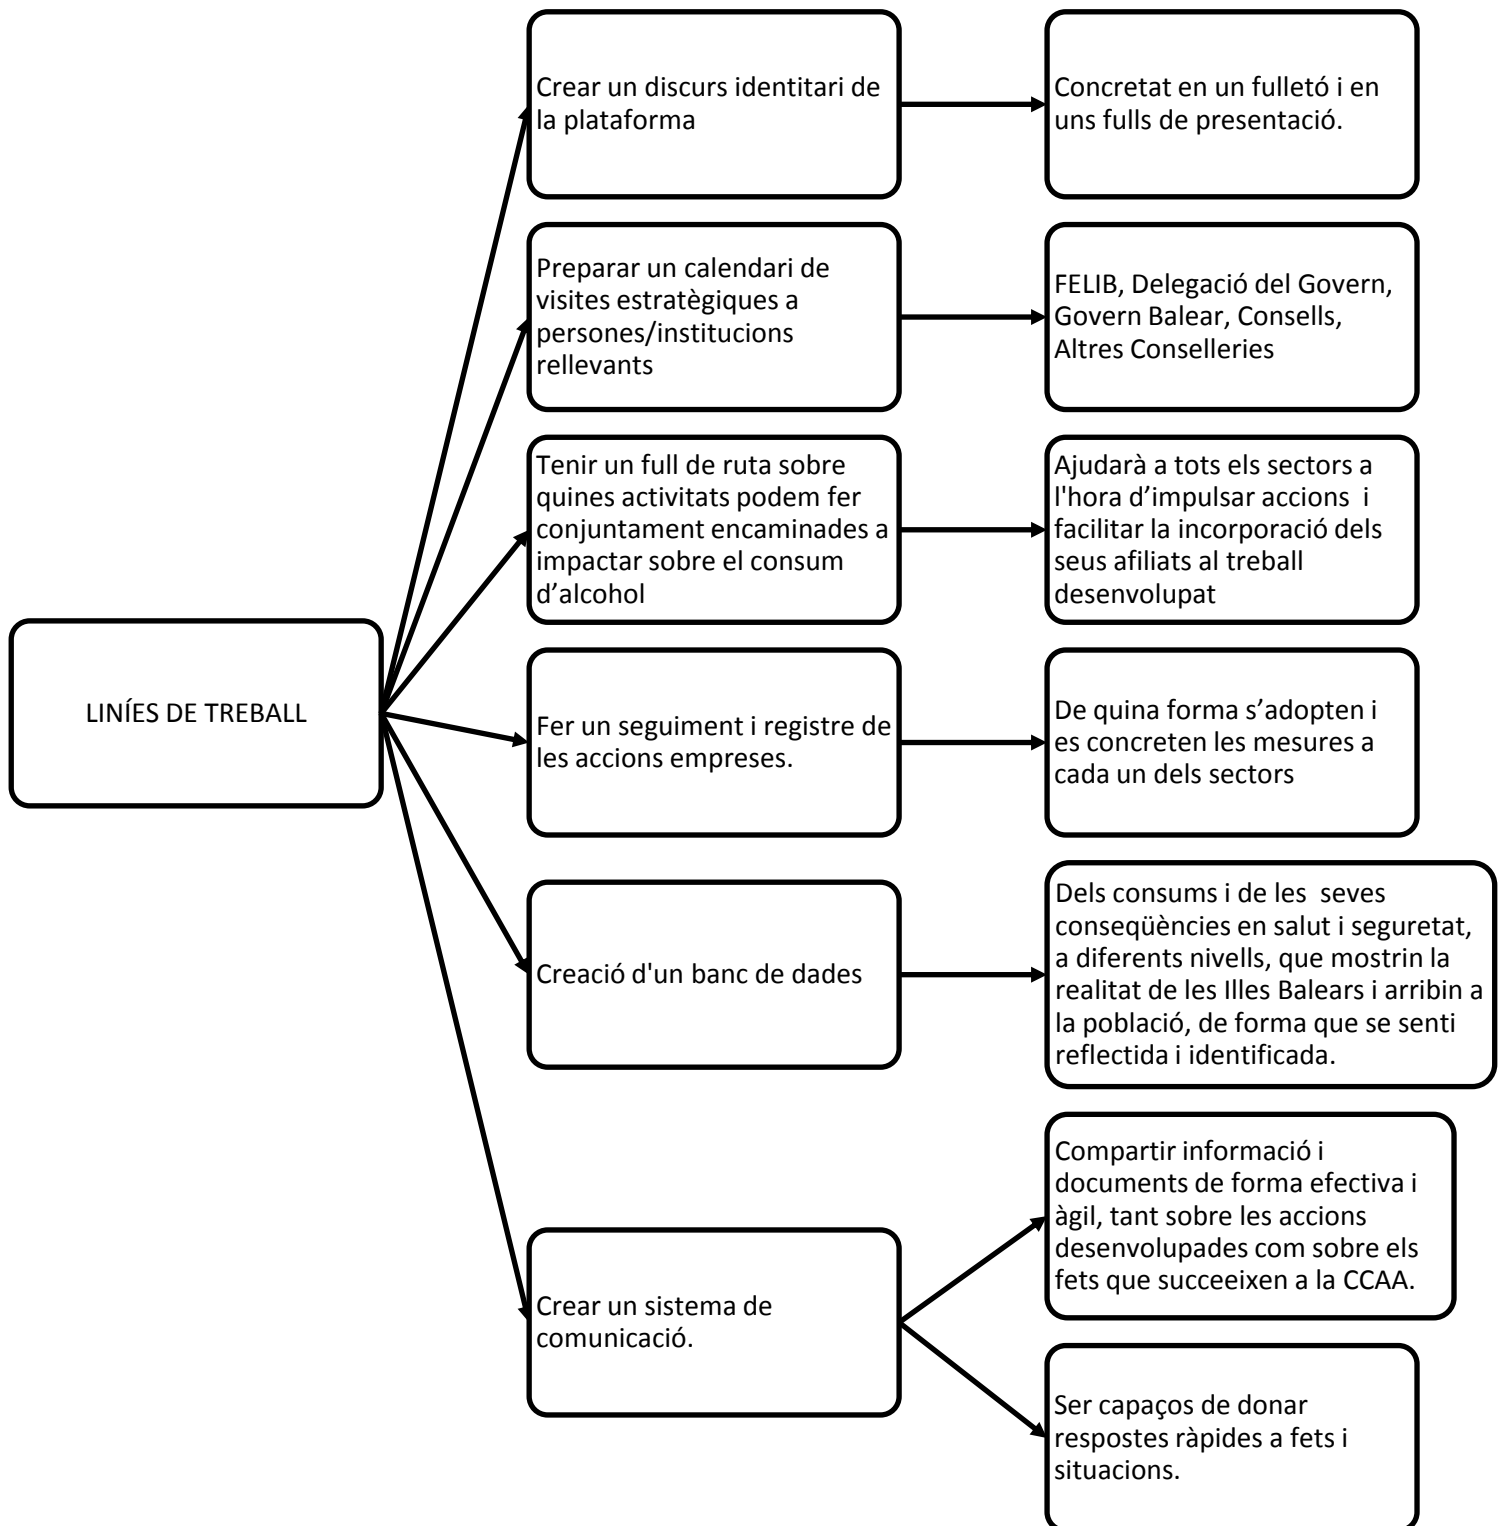 Crear un discurs identitari de
la plataforma
Concretat en un fulletó i en
uns fulls de presentació.
Preparar un calendari de
visites estratègiques a
persones/institucions
rellevants
FELIB, Delegació del Govern,
Govern Balear, Consells,
Altres Conselleries
Tenir un full de ruta sobre
quines activitats podem fer
conjuntament encaminades a
impactar sobre el consum
d’alcohol
Ajudarà a tots els sectors a
l'hora d’impulsar accions  i
facilitar la incorporació dels
seus afiliats al treball
desenvolupat
LINÍES DE TREBALL
Fer un seguiment i registre de
les accions empreses.
De quina forma s’adopten i
es concreten les mesures a
cada un dels sectors
Creació d'un banc de dades
Dels consums i de les  seves
conseqüències en salut i seguretat,
a diferents nivells, que mostrin la
realitat de les Illes Balears i arribin a
la població, de forma que se senti
reflectida i identificada.
Crear un sistema de
comunicació.
Compartir informació i
documents de forma efectiva i
àgil, tant sobre les accions
desenvolupades com sobre els
fets que succeeixen a la CCAA.
Ser capaços de donar
respostes ràpides a fets i
situacions.